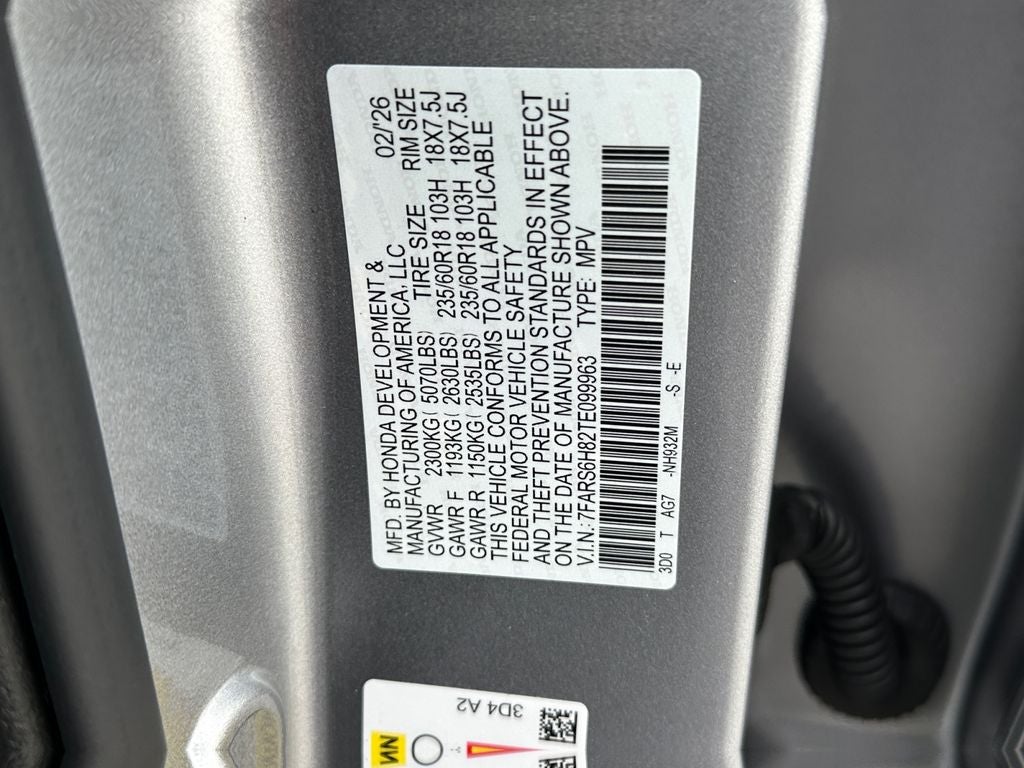 MFD. BY HONDA DEVELOPMENT & 02/'26
MANUFACTURING OF AMERICA, LLC
TIRE SIZE RIM SIZE
GVWR 2300KG ( 5070LBS) 235/60R18 103H 18X7.5J
GAWR F 1193KG ( 2630LBS) 235/60R18 103H 18X7.5J
GAWR R 1150KG ( 2535LBS)
THIS VEHICLE CONFORMS TO ALL APPLICABLE
FEDERAL MOTOR VEHICLE SAFETY
AND THEFT PREVENTION STANDARDS IN EFFECT
ON THE DATE OF MANUFACTURE SHOWN ABOVE.
V.I.N.: 7FARS6H82TE099963 TYPE: MPV
3D0 T AG7 -NH932M -S -E
3D4 A2
NN